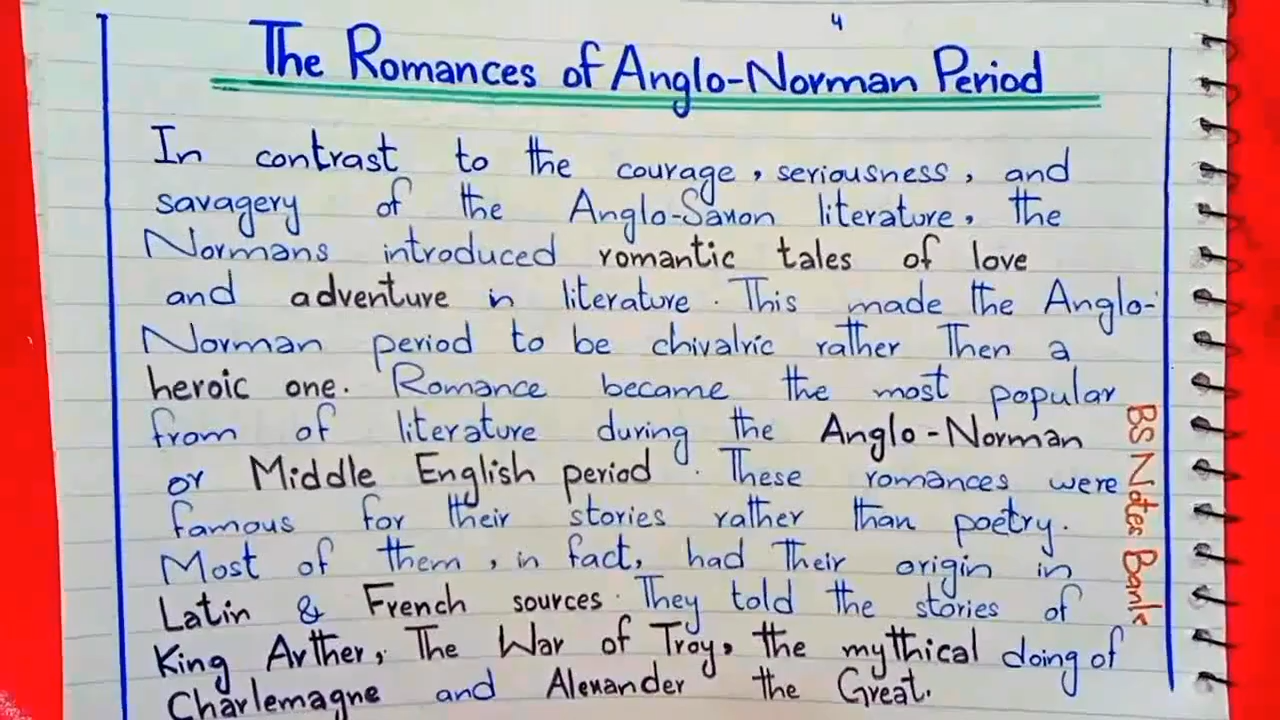 4
The Romances of Anglo-Norman Period
In contrast to the courage, seriousness, and
savagery of the Anglo-Saxon literature, the
Normans introduced romantic tales of love
and adventure in literature. This made the Anglo-
Norman period to be chivalric rather Then a
heroic one. Romance became the most popular
from of literature during the Anglo-Norman
or Middle English period. These romances were
famous for their stories rather than poetry.
Most of them, in fact, had their origin in
Latin & French sources. They told the stories of
King Arther, The War of Troy, the mythical doing of
Charlemagne and Alexander the Great.
BS Notes Bank